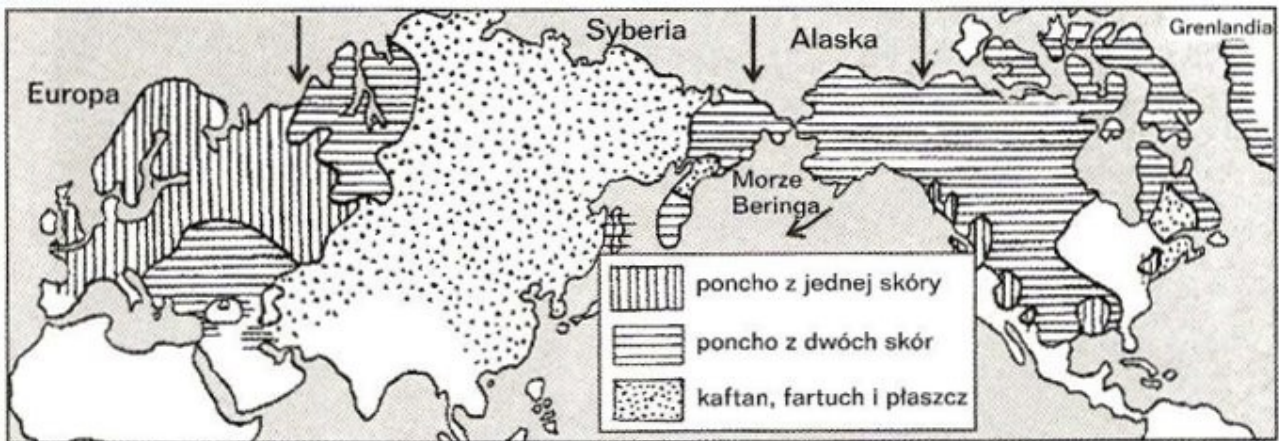 Europa
Syberia
Alaska
Grenlandia
Morze
Beringa
poncho z jednej skóry
poncho z dwóch skór
kaftan, fartuch i płaszcz